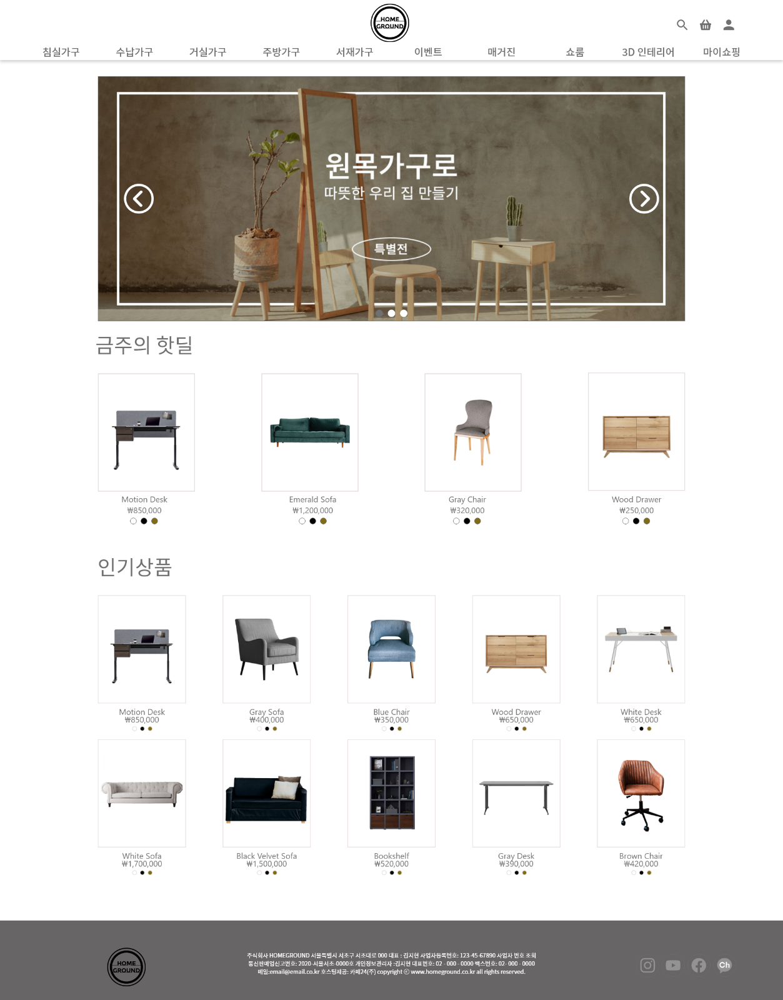 HOME
GROUND
침실가구 수납가구 거실가구 주방가구 서재가구 이벤트 매거진 쇼룸 3D 인테리어 마이쇼핑
원목가구로
따뜻한 우리 집 만들기
특별전
금주의 핫딜
Motion Desk Emerald Sofa Gray Chair Wood Drawer
₩850,000 ₩1,200,000 ₩320,000 ₩250,000
인기상품
Motion Desk Gray Sofa Blue Chair Wood Drawer White Desk
₩850,000 ₩400,000 ₩350,000 ₩650,000 ₩650,000
White Sofa Black Velvet Sofa Bookshelf Gray Desk Brown Chair
₩1,700,000 ₩1,500,000 ₩520,000 ₩390,000 ₩420,000
HOME
GROUND
주식회사 HOMEGROUND 서울특별시 서초구 서초대로 000 대표 : 김지현 사업자등록번호: 123-45-67890 사업자 번호 조회
통신판매업신고번호: 2020-서울서초-0000호 개인정보관리자 :김지현 대표번호: 02 - 000 - 0000 팩스번호: 02- 000 - 0000
메일:email@email.co.kr 호스팅제공: 카페24(주) copyright ⓒ www.homeground.co.kr all rights reserved.
Ch